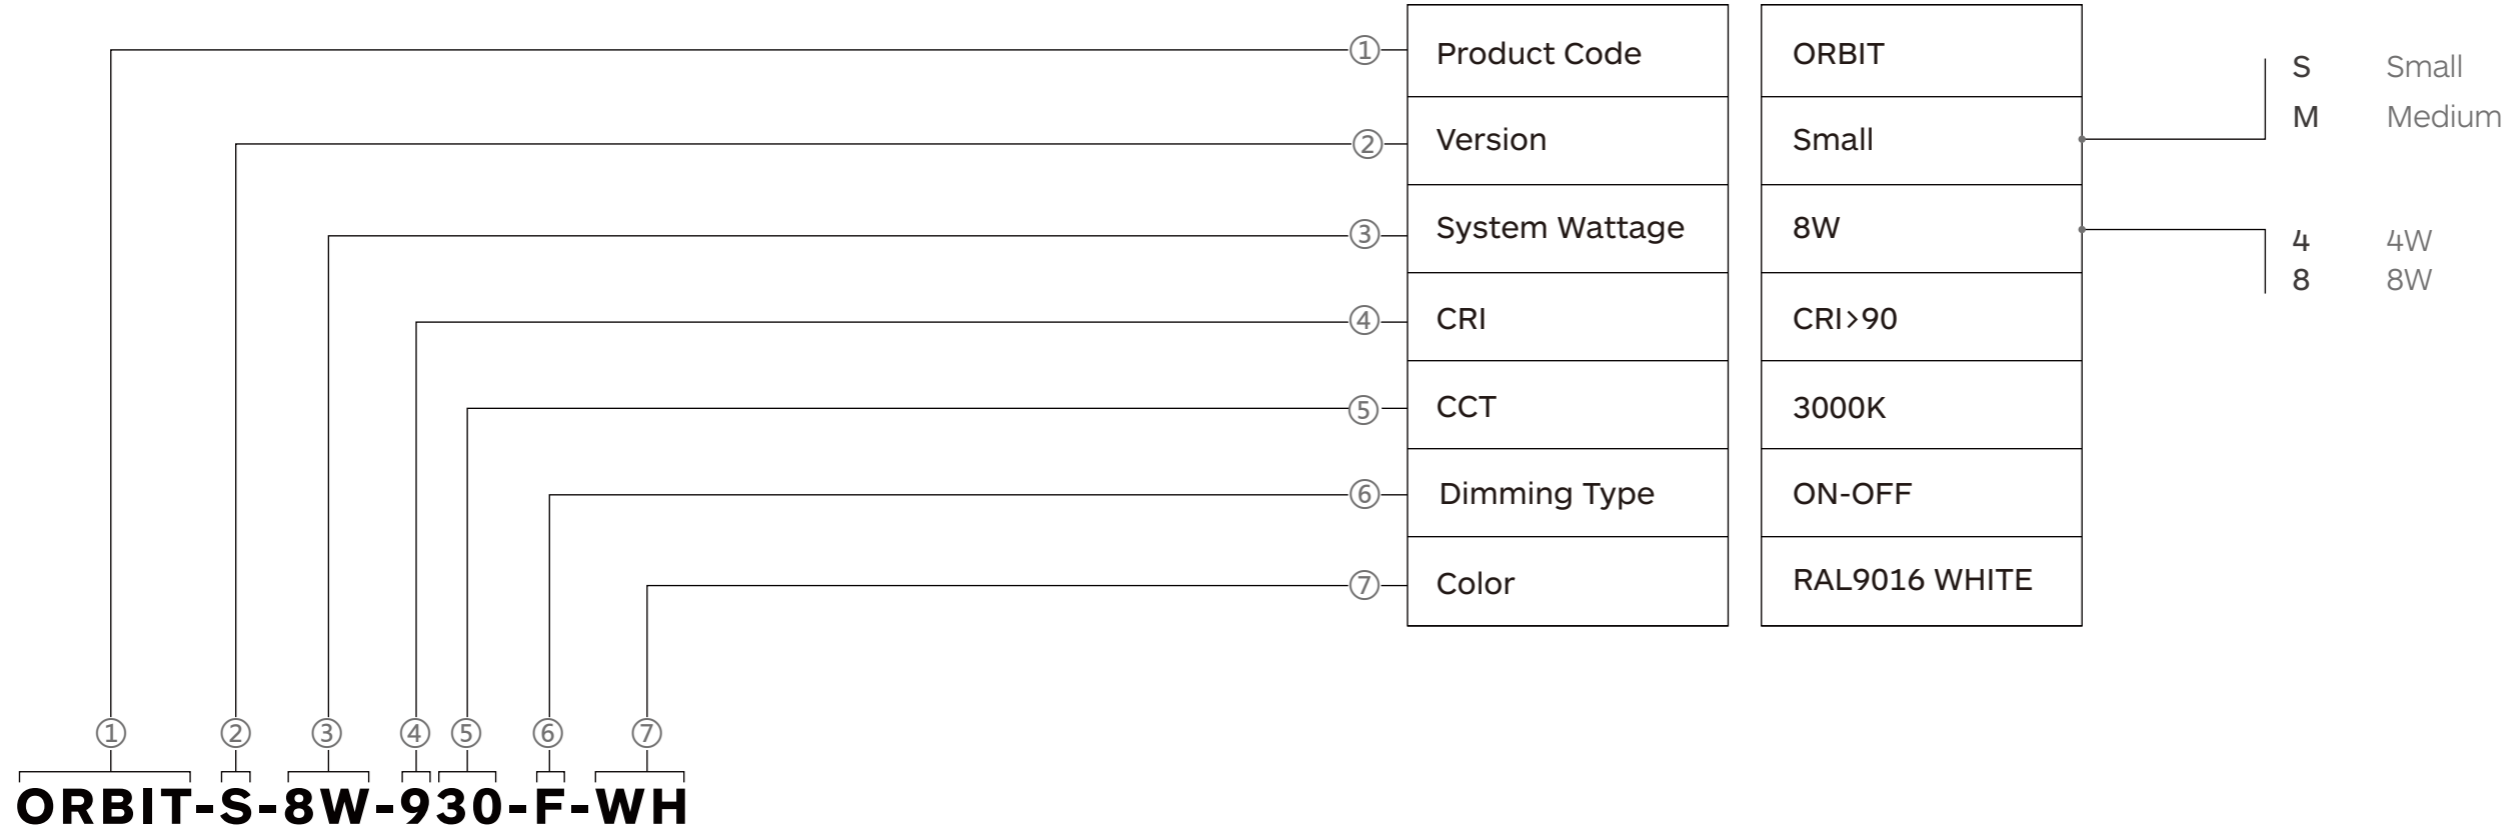 ① Product Code ORBIT
S Small
M Medium
② Version Small
③ System Wattage 8W
4 4W
8 8W
④ CRI CRI>90
⑤ CCT 3000K
⑥ Dimming Type ON-OFF
⑦ Color RAL9016 WHITE
① ② ③ ④ ⑤ ⑥ ⑦
ORBIT-S-8W-930-F-WH